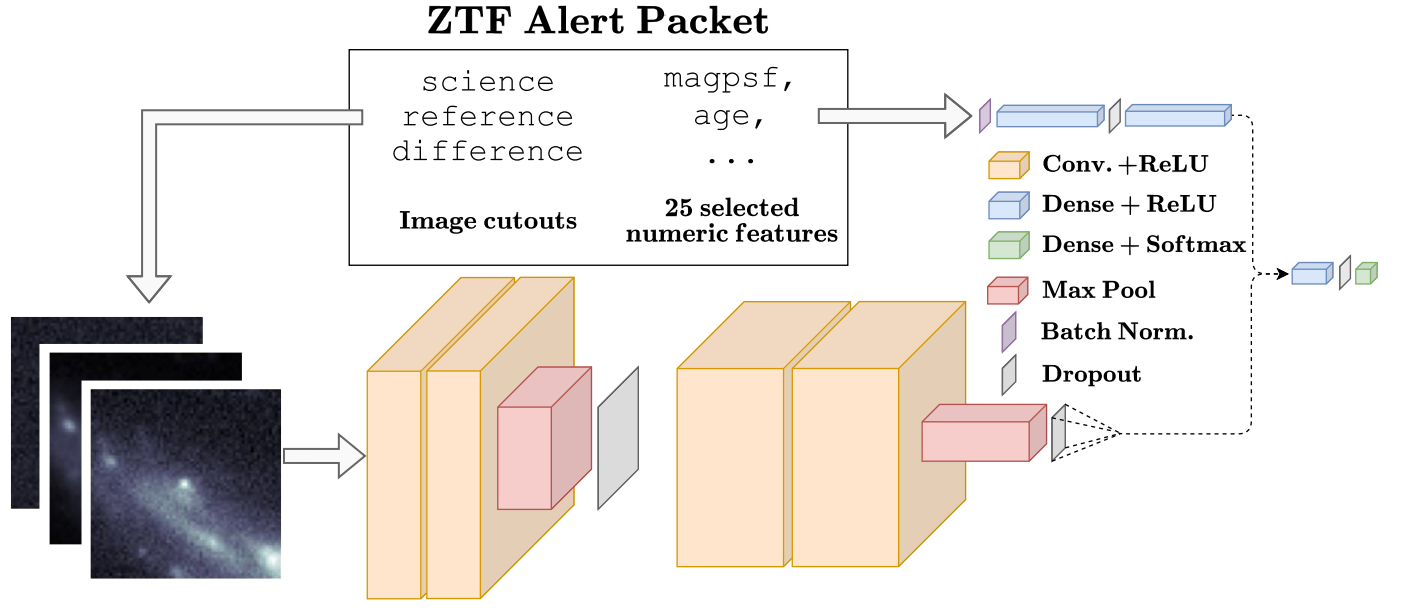 ZTF Alert Packet
science
reference
difference
Image cutouts
magpsf,
age,
...
25 selected
numeric features
Conv. +ReLU
Dense + ReLU
Dense + Softmax
Max Pool
Batch Norm.
Dropout